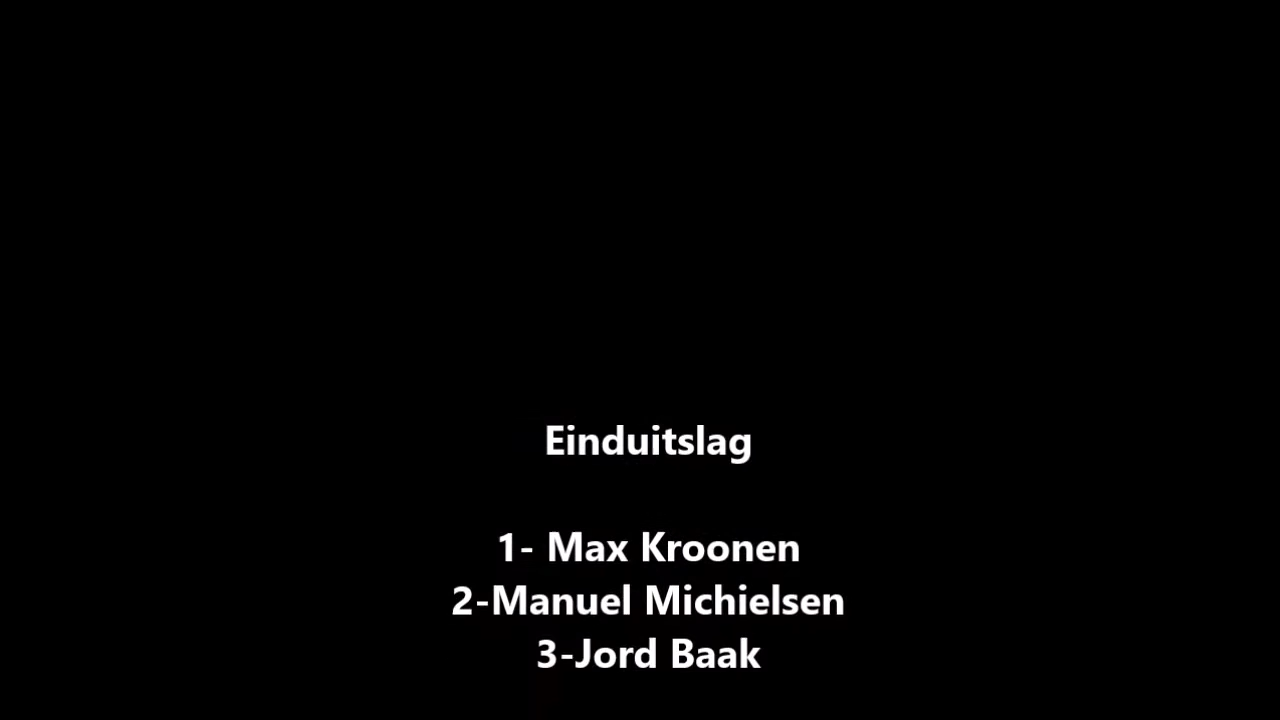 Einduitslag
1- Max Kroonen
2-Manuel Michielsen
3-Jord Baak